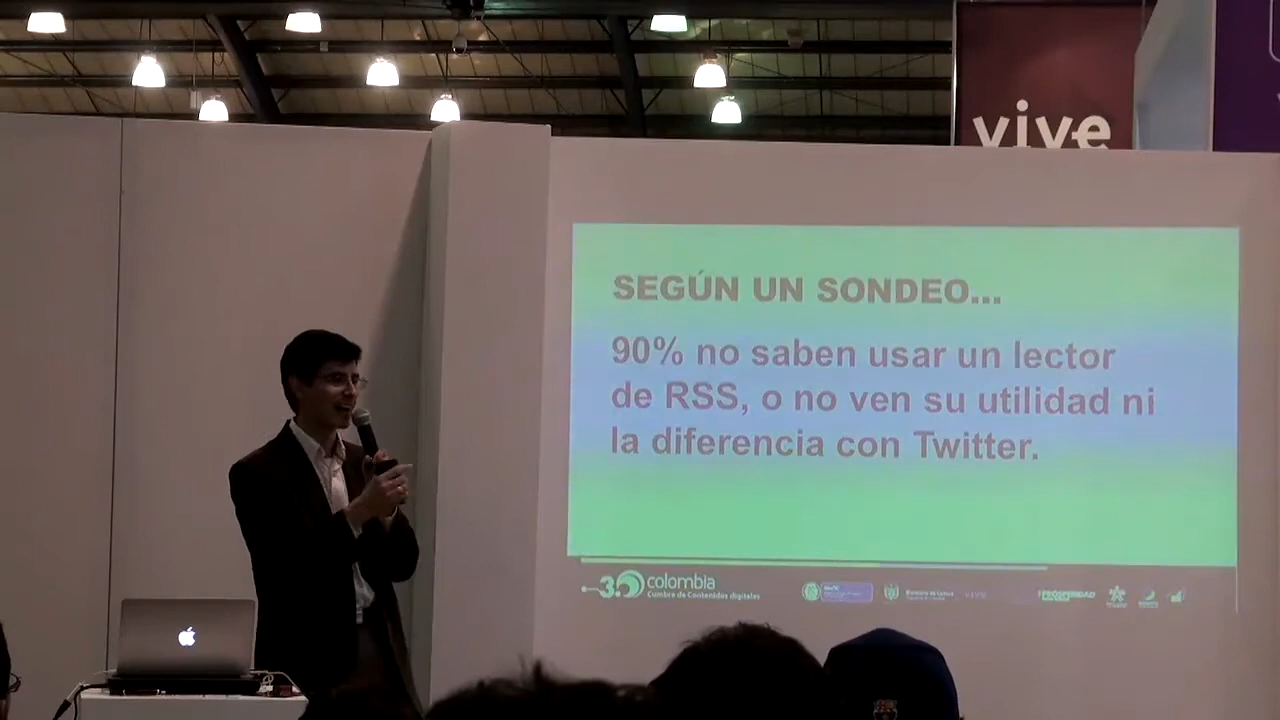 vive
SEGÚN UN SONDEO...
90% no saben usar un lector
de RSS, o no ven su utilidad ni
la diferencia con Twitter.
3.0 colombia
Cumbre de Contenidos digitales
PROSPERIDAD